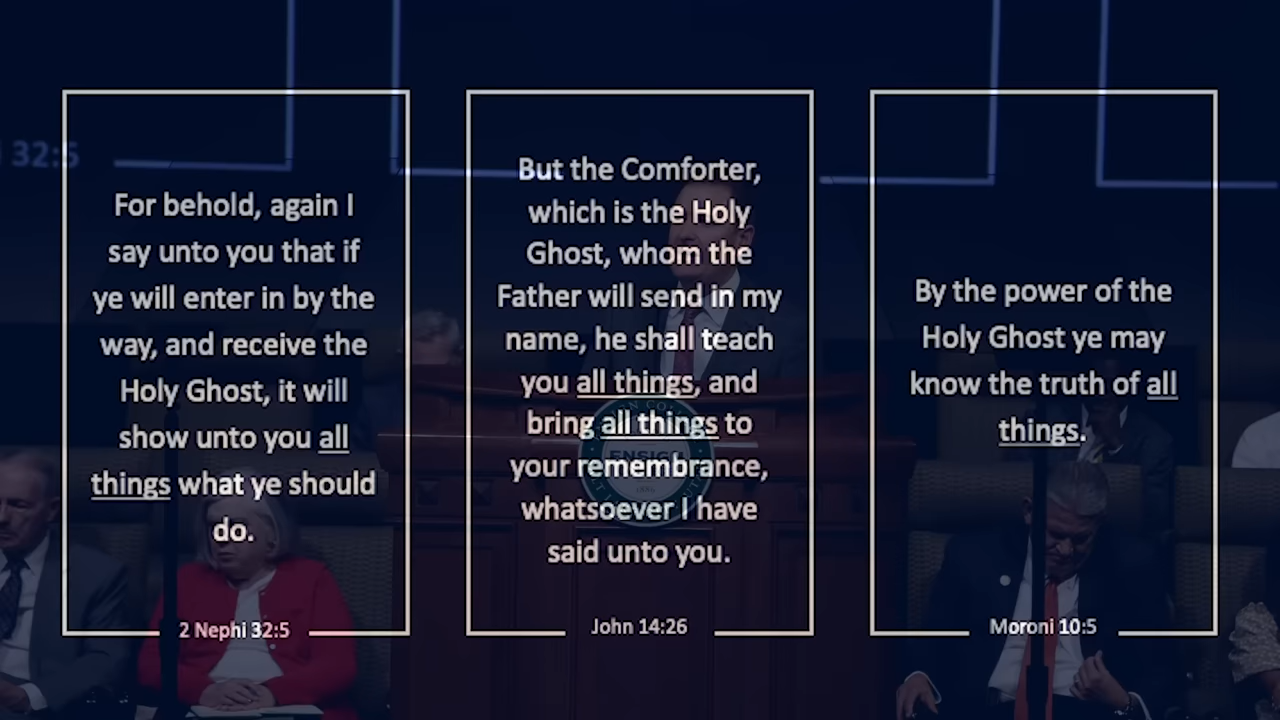 32:5
For behold, again I
say unto you that if
ye will enter in by the
way, and receive the
Holy Ghost, it will
show unto you all
things what ye should
do.
2 Nephi 32:5
But the Comforter,
which is the Holy
Ghost, whom the
Father will send in my
name, he shall teach
you all things, and
bring all things to
your remembrance,
whatsoever I have
said unto you.
John 14:26
By the power of the
Holy Ghost ye may
know the truth of all
things.
Moroni 10:5
ENSIGN